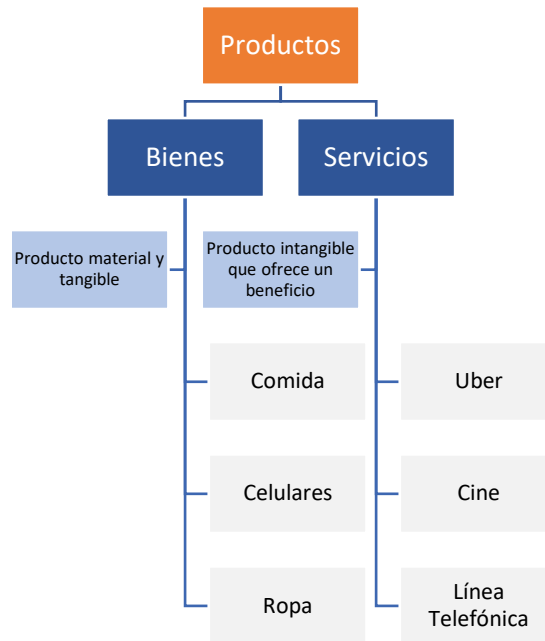 Productos
Bienes
Servicios
Producto material y
tangible
Producto intangible
que ofrece un
beneficio
Comida
Uber
Celulares
Cine
Ropa
Línea
Telefónica